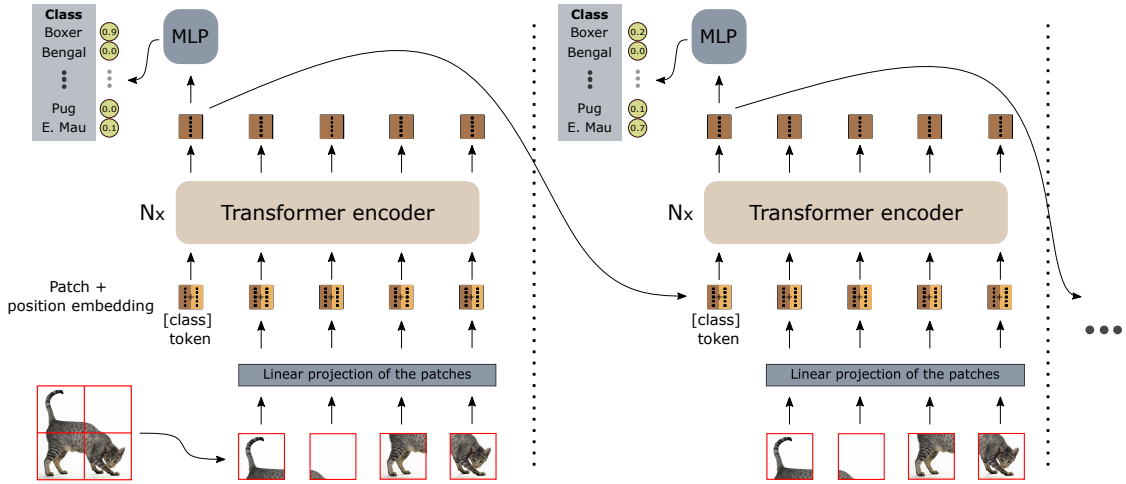 Class
Boxer 0.9
Bengal 0.0
Pug 0.0
E. Mau 0.1
MLP
Nx
Transformer encoder
Patch +
position embedding
[class]
token
Linear projection of the patches
Class
Boxer 0.2
Bengal 0.0
Pug 0.1
E. Mau 0.7
MLP
Nx
Transformer encoder
[class]
token
Linear projection of the patches